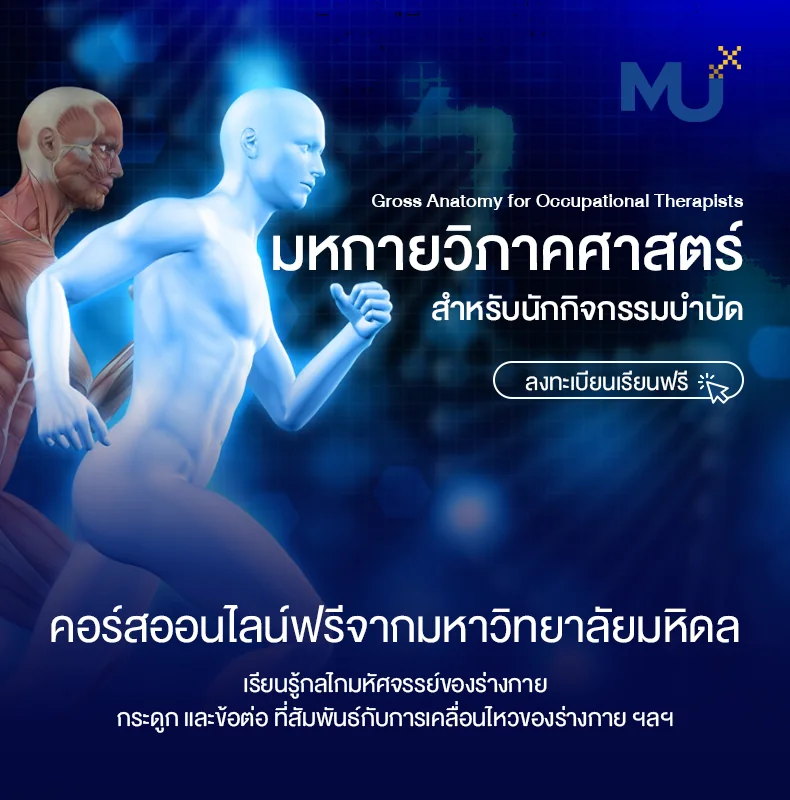 MUx
Gross Anatomy for Occupational Therapists
มหกายวิภาคศาสตร์
สำหรับนักกิจกรรมบำบัด
ลงทะเบียนเรียนฟรี
คอร์สออนไลน์ฟรีจากมหาวิทยาลัยมหิดล
เรียนรู้กลไกมหัศจรรย์ของร่างกาย
กระดูก และข้อต่อ ที่สัมพันธ์กับการเคลื่อนไหวของร่างกาย ฯลฯ